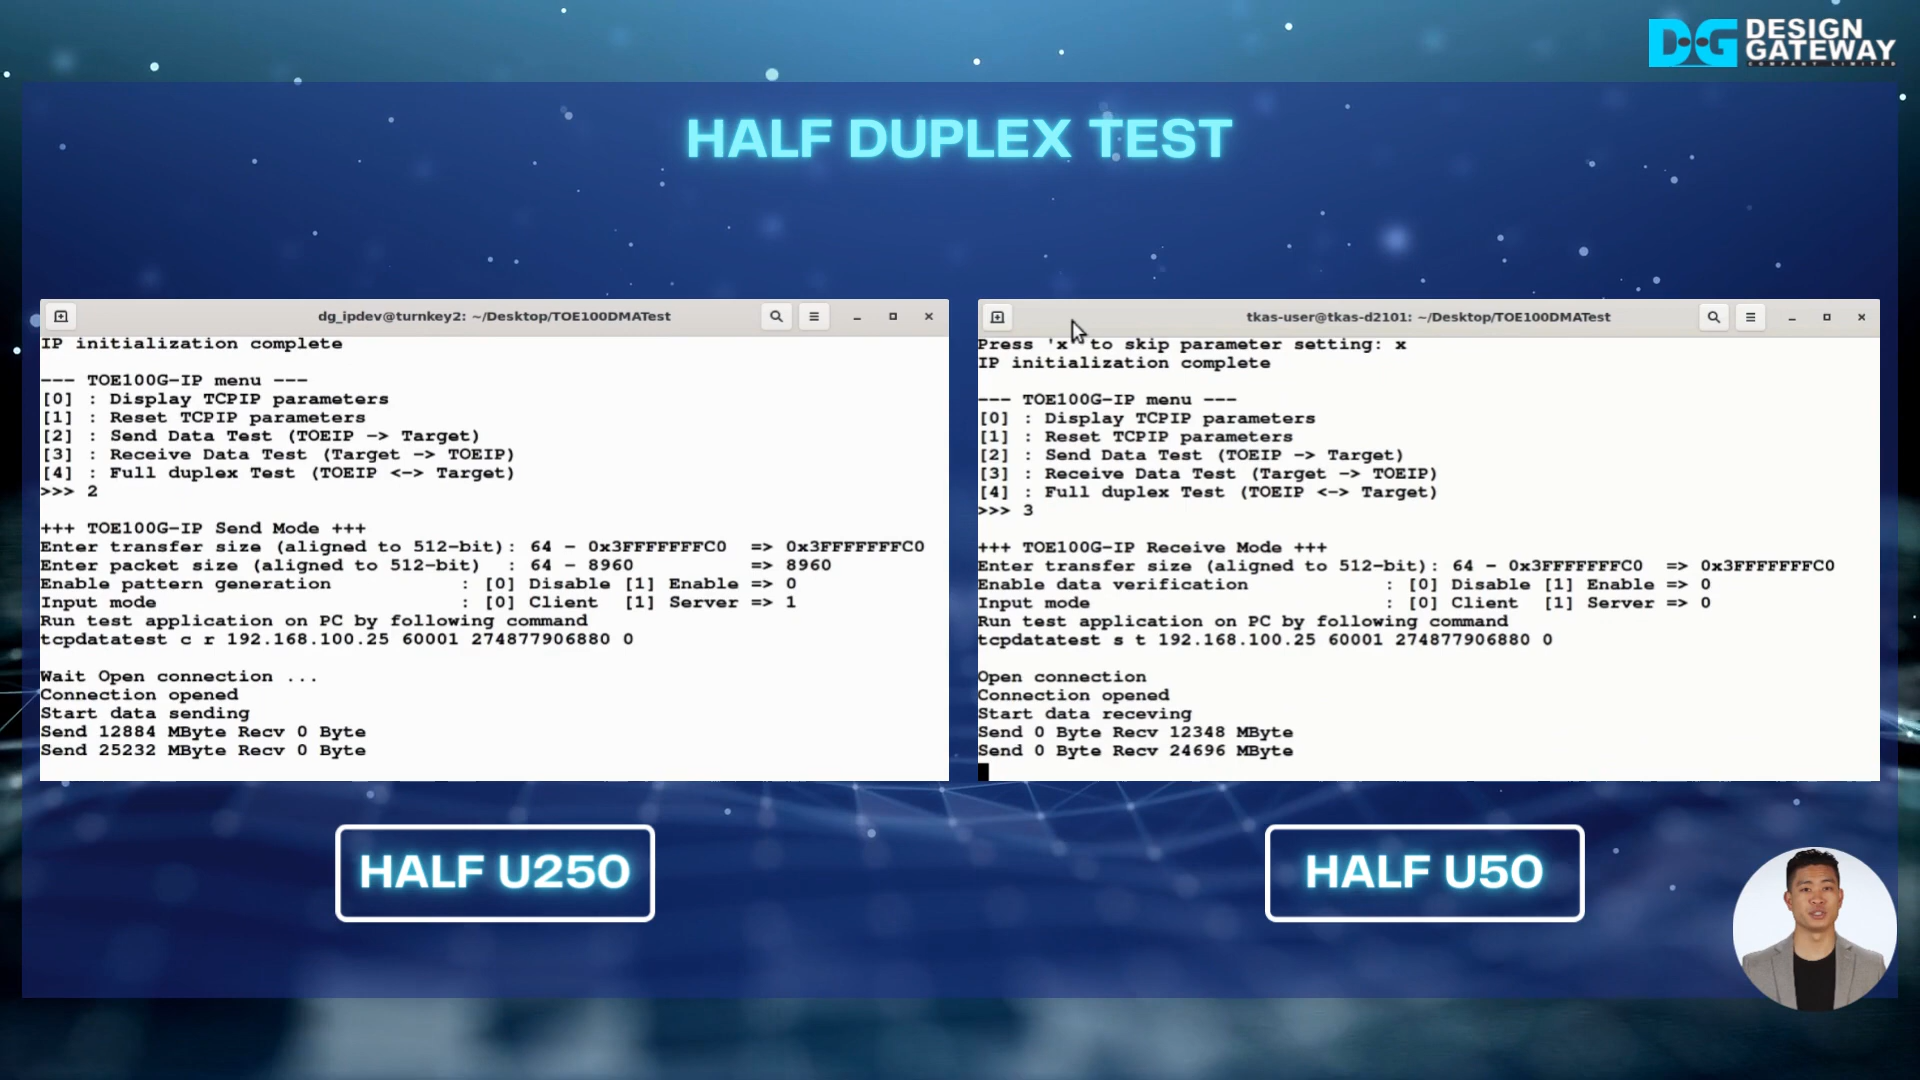 DG DESIGN
GATEWAY
COMPANY LIMITED
HALF DUPLEX TEST
dg_ipdev@turnkey2: ~/Desktop/TOE100DMATest
IP initialization complete
--- TOE100G-IP menu ---
[0] : Display TCPIP parameters
[1] : Reset TCPIP parameters
[2] : Send Data Test (TOEIP -> Target)
[3] : Receive Data Test (Target -> TOEIP)
[4] : Full duplex Test (TOEIP <-> Target)
>>> 2
+++ TOE100G-IP Send Mode +++
Enter transfer size (aligned to 512-bit): 64 - 0x3FFFFFFFC0 => 0x3FFFFFFFC0
Enter packet size (aligned to 512-bit) : 64 - 8960 => 8960
Enable pattern generation : [0] Disable [1] Enable => 0
Input mode : [0] Client [1] Server => 1
Run test application on PC by following command
tcpdatatest c r 192.168.100.25 60001 274877906880 0
Wait Open connection ...
Connection opened
Start data sending
Send 12884 MByte Recv 0 Byte
Send 25232 MByte Recv 0 Byte
tkas-user@tkas-d2101: ~/Desktop/TOE100DMATest
Press 'x' to skip parameter setting: x
IP initialization complete
--- TOE100G-IP menu ---
[0] : Display TCPIP parameters
[1] : Reset TCPIP parameters
[2] : Send Data Test (TOEIP -> Target)
[3] : Receive Data Test (Target -> TOEIP)
[4] : Full duplex Test (TOEIP <-> Target)
>>> 3
+++ TOE100G-IP Receive Mode +++
Enter transfer size (aligned to 512-bit): 64 - 0x3FFFFFFFC0 => 0x3FFFFFFFC0
Enable data verification : [0] Disable [1] Enable => 0
Input mode : [0] Client [1] Server => 0
Run test application on PC by following command
tcpdatatest s t 192.168.100.25 60001 274877906880 0
Open connection
Connection opened
Start data receving
Send 0 Byte Recv 12348 MByte
Send 0 Byte Recv 24696 MByte
HALF U250
HALF U50